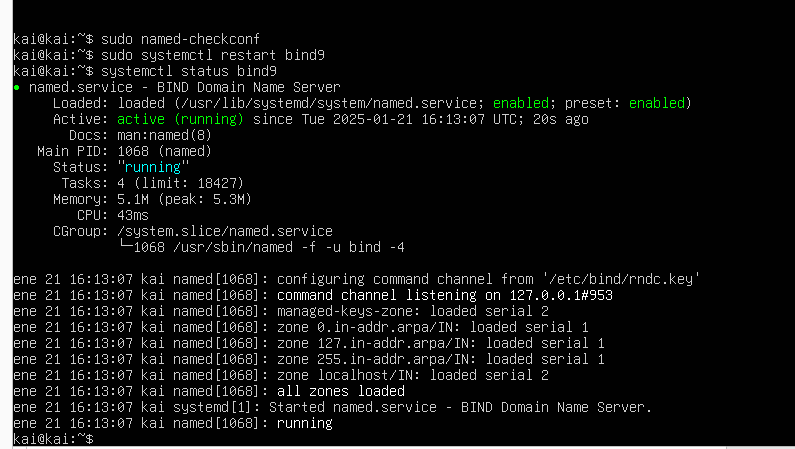 kai@kai:~$ sudo named-checkconf
kai@kai:~$ sudo systemctl restart bind9
kai@kai:~$ systemctl status bind9
● named.service - BIND Domain Name Server
     Loaded: loaded (/usr/lib/systemd/system/named.service; enabled; preset: enabled)
     Active: active (running) since Tue 2025-01-21 16:13:07 UTC; 20s ago
       Docs: man:named(8)
   Main PID: 1068 (named)
     Status: "running"
      Tasks: 4 (limit: 18427)
     Memory: 5.1M (peak: 5.3M)
        CPU: 43ms
     CGroup: /system.slice/named.service
             └─1068 /usr/sbin/named -f -u bind -4
ene 21 16:13:07 kai named[1068]: configuring command channel from '/etc/bind/rndc.key'
ene 21 16:13:07 kai named[1068]: command channel listening on 127.0.0.1#953
ene 21 16:13:07 kai named[1068]: managed-keys-zone: loaded serial 2
ene 21 16:13:07 kai named[1068]: zone 0.in-addr.arpa/IN: loaded serial 1
ene 21 16:13:07 kai named[1068]: zone 127.in-addr.arpa/IN: loaded serial 1
ene 21 16:13:07 kai named[1068]: zone 255.in-addr.arpa/IN: loaded serial 1
ene 21 16:13:07 kai named[1068]: zone localhost/IN: loaded serial 2
ene 21 16:13:07 kai named[1068]: all zones loaded
ene 21 16:13:07 kai systemd[1]: Started named.service - BIND Domain Name Server.
ene 21 16:13:07 kai named[1068]: running
kai@kai:~$